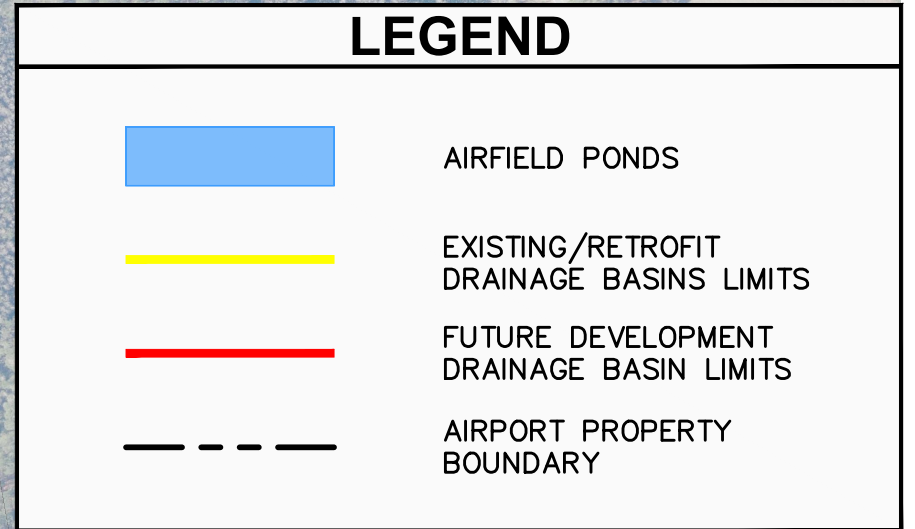 LEGEND
AIRFIELD PONDS
EXISTING/RETROFIT
DRAINAGE BASINS LIMITS
FUTURE DEVELOPMENT
DRAINAGE BASIN LIMITS
AIRPORT PROPERTY
BOUNDARY